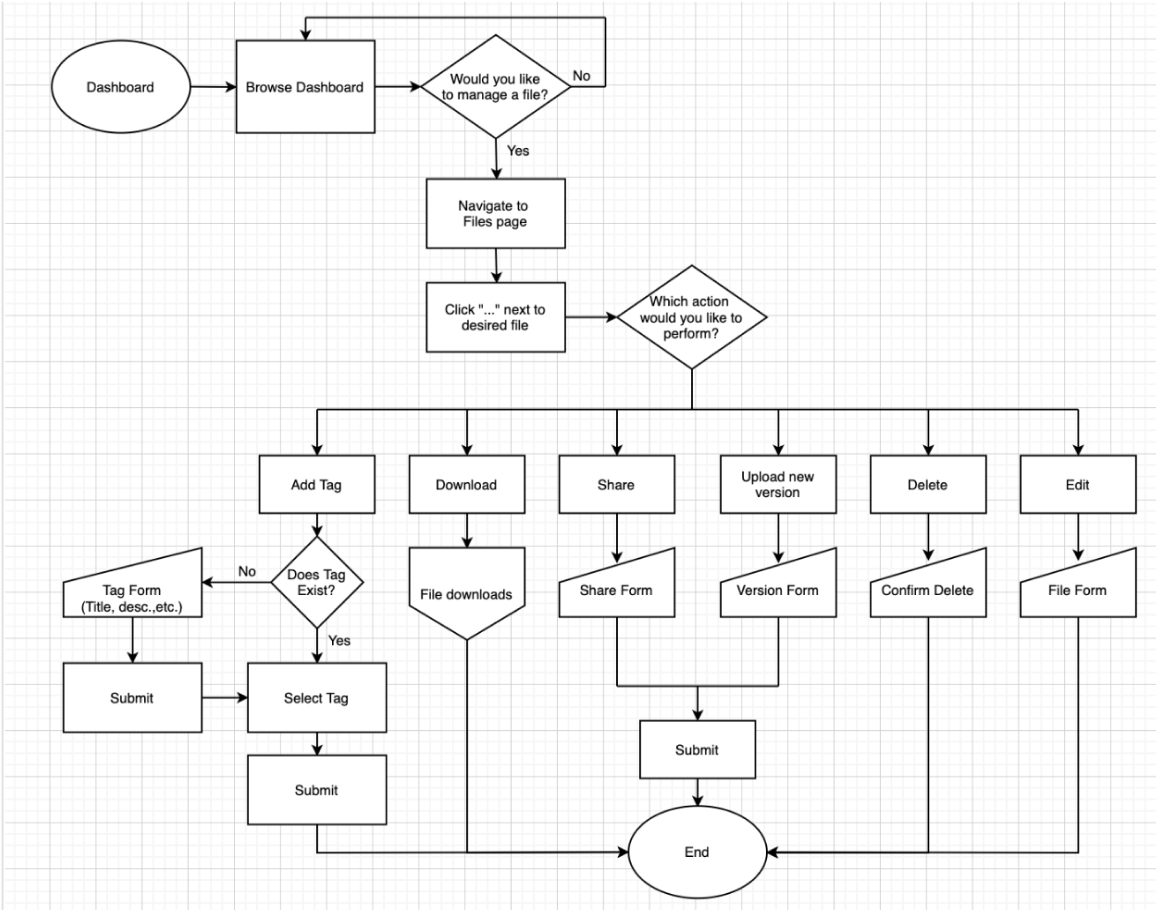 Dashboard
Browse Dashboard
Would you like
to manage a file?
No
Yes
Navigate to
Files page
Click "..." next to
desired file
Which action
would you like to
perform?
Add Tag
Download
Share
Upload new
version
Delete
Edit
No
Does Tag
Exist?
Tag Form
(Title, desc.,etc.)
File downloads
Share Form
Version Form
Confirm Delete
File Form
Yes
Submit
Select Tag
Submit
Submit
End